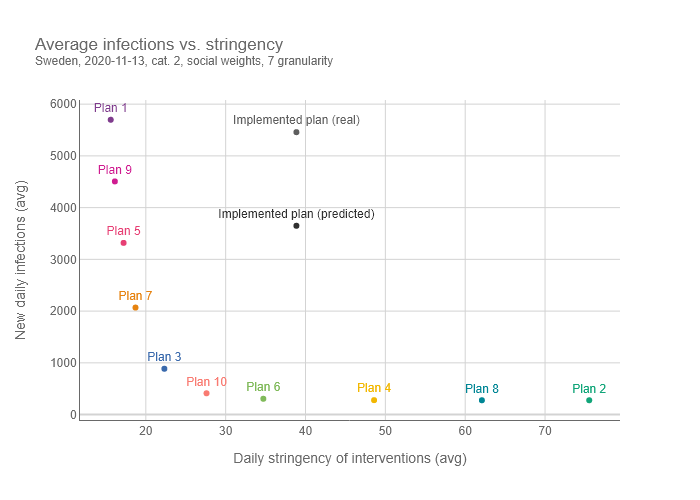 Average infections vs. stringency
Sweden, 2020-11-13, cat. 2, social weights, 7 granularity
6000
Plan 1
Implemented plan (real)
5000
Plan 9
4000
Implemented plan (predicted)
Plan 5
3000
Plan 7
2000
Plan 3
1000
Plan 10
Plan 6
Plan 4
Plan 8
Plan 2
0
20
30
40
50
60
70
New daily infections (avg)
Daily stringency of interventions (avg)